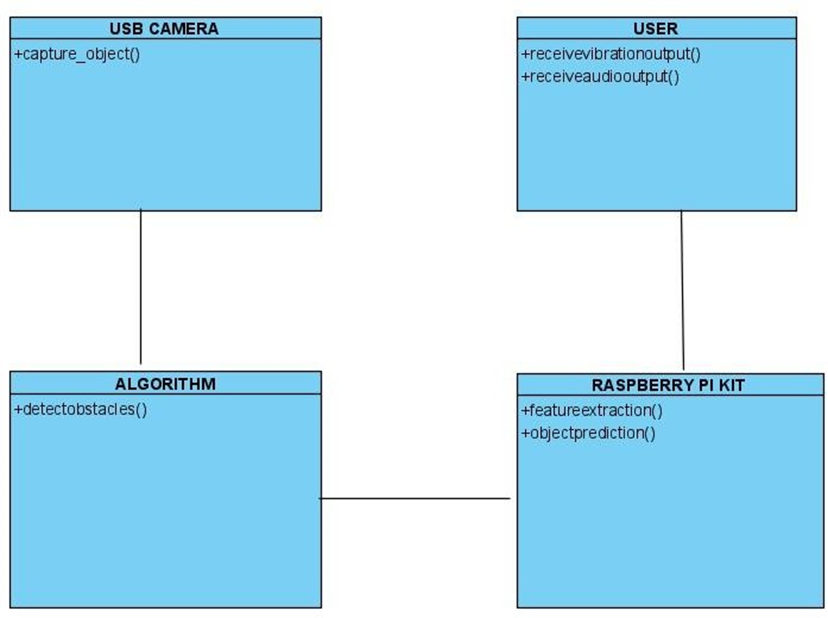 USB CAMERA
+capture_object()
USER
+receivevibrationoutput()
+receiveaudiooutput()
ALGORITHM
+detectobstacles()
RASPBERRY PI KIT
+featureextraction()
+objectprediction()